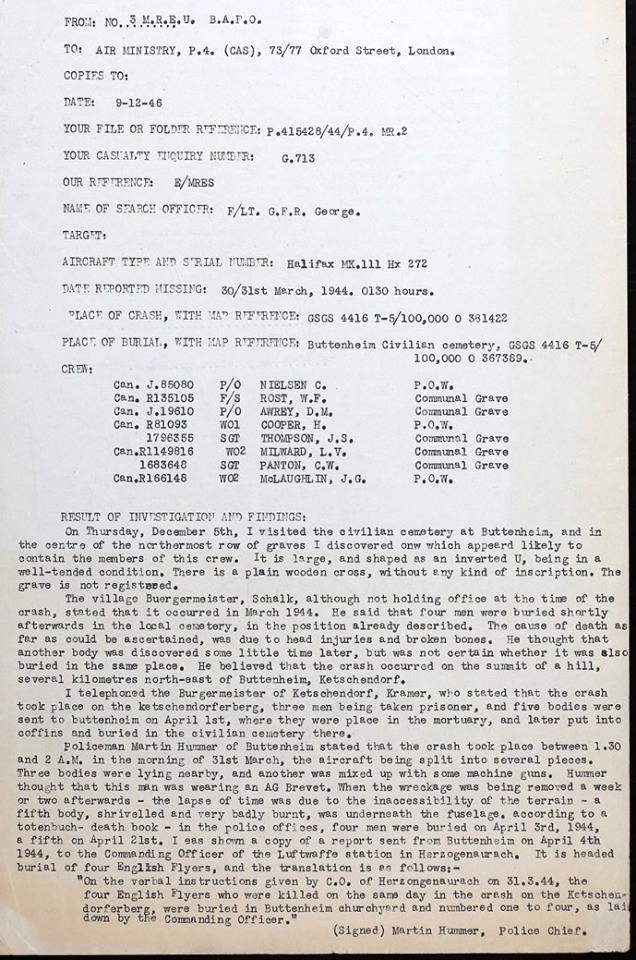 FROM: NO. 3 M.R.E.U. B.A.F.O.
TO: AIR MINISTRY, P.4. (CAS), 73/77 Oxford Street, London.
COPIES TO:
DATE: 9-12-46
YOUR FILE OR FOLDER REFERENCE: P.415428/44/P.4. MR.2
YOUR CASUALTY ENQUIRY NUMBER: G.713
OUR REFERENCE: E/MRES
NAME OF SEARCH OFFICER: F/LT. G.F.R. George.
TARGET:
AIRCRAFT TYPE AND SERIAL NUMBER: Halifax MK.111 Hx 272
DATE REPORTED MISSING: 30/31st March, 1944. 0130 hours.
PLACE OF CRASH, WITH MAP REFERENCE: GSGS 4416 T-5/100,000 O 381422
PLACE OF BURIAL, WITH MAP REFERENCE: Buttenheim Civilian cemetery, GSGS 4416 T-5/
100,000 O 367389.
CREW:
Can. J.85080 P/O NIELSEN C. P.O.W.
Can. R135105 F/S ROST, W.F. Communal Grave
Can. J.19610 P/O AWREY, D.M. Communal Grave
Can. R81093 WO1 COOPER, H. P.O.W.
1796355 SGT THOMPSON, J.S. Communal Grave
Can.R1149816 WO2 MILWARD, L.V. Communal Grave
1683648 SGT PANTON, C.W. Communal Grave
Can.R166148 WO2 McLAUGHLIN, J.G. P.O.W.
RESULT OF INVESTIGATION AND FINDINGS:
On Thursday, December 5th, I visited the civilian cemetery at Buttenheim, and in
the centre of the northermost row of graves I discovered onw which appeard likely to
contain the members of this crew. It is large, and shaped as an inverted U, being in a
well-tended condition. There is a plain wooden cross, without any kind of inscription. The
grave is not registered.
The village Buergermeister, Schalk, although not holding office at the time of the
crash, stated that it occurred in March 1944. He said that four men were buried shortly
afterwards in the local cemetery, in the position already described. The cause of death as
far as could be ascertained, was due to head injuries and broken bones. He thought that
another body was discovered some little time later, but was not certain whether it was also
buried in the same place. He believed that the crash occurred on the summit of a hill,
several kilometres north-east of Buttenheim, Ketschendorf.
I telephoned the Burgermeister of Ketschendorf, Kramer, who stated that the crash
took place on the ketschendorferberg, three men being taken prisoner, and five bodies were
sent to buttenheim on April 1st, where they were place in the mortuary, and later put into
coffins and buried in the civilian cemetery there.
Policeman Martin Hummer of Buttenheim stated that the crash took place between 1.30
and 2 A.M. in the morning of 31st March, the aircraft being split into several pieces.
Three bodies were lying nearby, and another was mixed up with some machine guns. Hummer
thought that this man was wearing an AG Brevet. When the wreckage was being removed a week
or two afterwards - the lapse of time was due to the inaccessibility of the terrain - a
fifth body, shrivelled and very badly burnt, was underneath the fuselage. according to a
totenbuch- death book - in the police offices, four men were buried on April 3rd, 1944,
a fifth on April 21st. I eas shown a copy of a report sent from Buttenheim on April 4th
1944, to the Commanding Officer of the Luftwaffe station in Herzogenaurach. It is headed
burial of four English Flyers, and the translation is as follows:-
"On the verbal instructions given by C.O. of Herzongenaurach on 31.3.44, the
four English Flyers who were killed on the same day in the crash on the Ketschen-
dorferberg, were buried in Buttenheim churchyard and numbered one to four, as lai
down by the Commanding Officer."
(Signed) Martin Hummer, Police Chief.